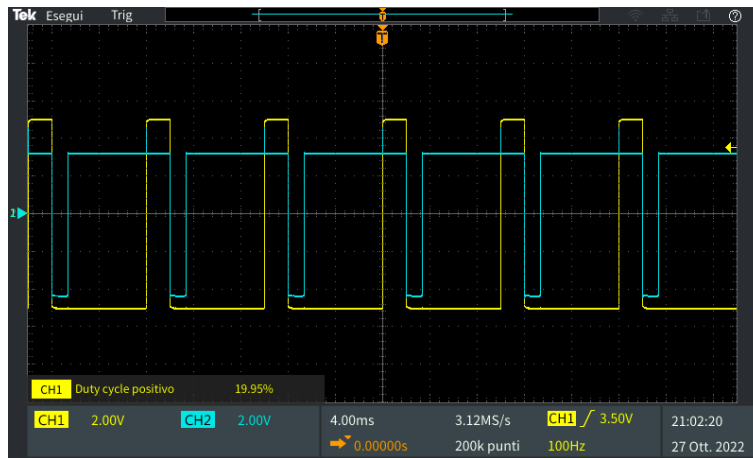 Tek Esegui Trig
T
T
2
CH1 Duty cycle positivo 19.95%
CH1 2.00V CH2 2.00V 4.00ms 3.12MS/s CH1 3.50V 21:02:20
0.00000s 200k punti 100Hz 27 Ott. 2022